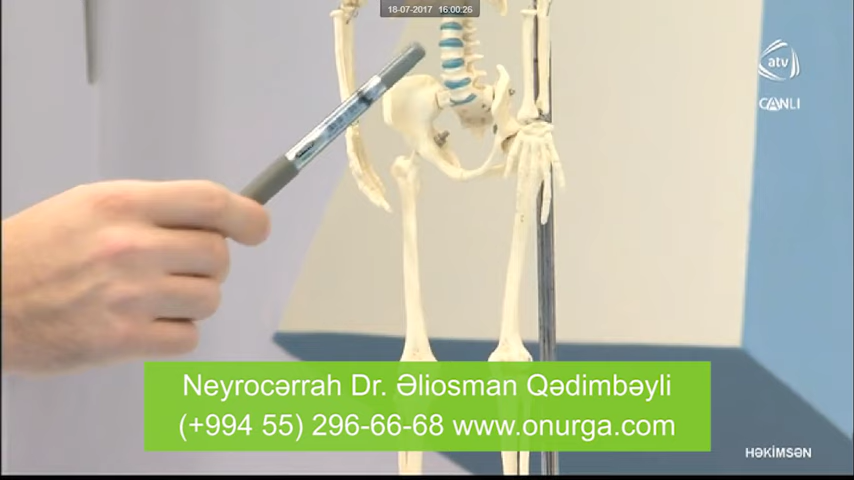 18-07-2017 16:00:26
atv
CANLI
Neyrocərrah Dr. Əliosman Qədimbəyli
(+994 55) 296-66-68 www.onurga.com
HƏKİMSƏN